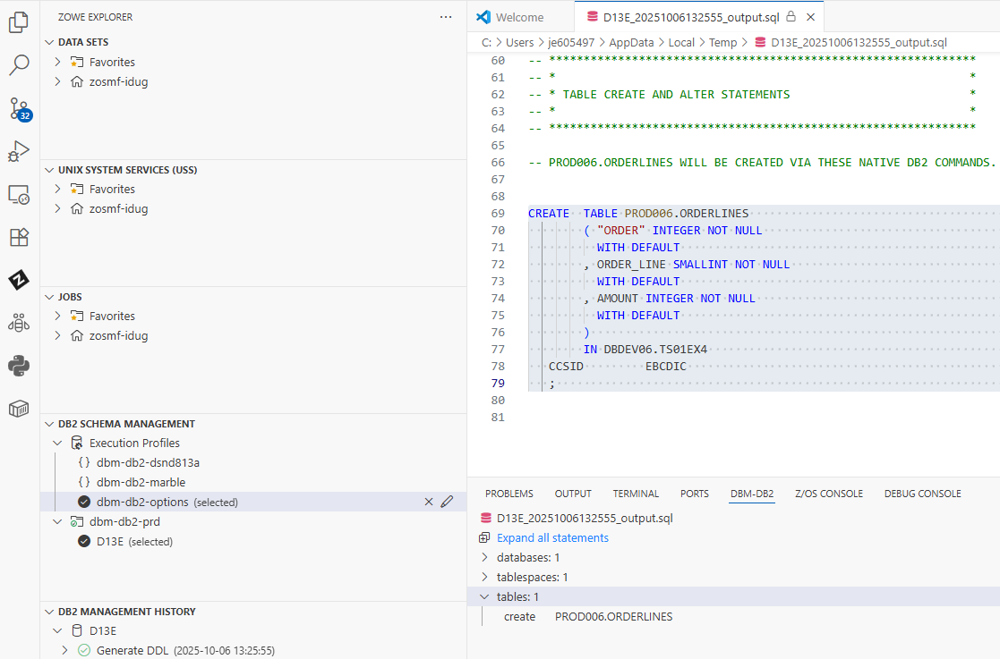 32
ZOWE EXPLORER
DATA SETS
Favorites
zosmf-idug
UNIX SYSTEM SERVICES (USS)
Favorites
zosmf-idug
JOBS
Favorites
zosmf-idug
DB2 SCHEMA MANAGEMENT
Execution Profiles
{} dbm-db2-dsnd813a
{} dbm-db2-marble
dbm-db2-options (selected)
dbm-db2-prd
D13E (selected)
DB2 MANAGEMENT HISTORY
D13E
Generate DDL (2025-10-06 13:25:55)
Welcome
D13E_20251006132555_output.sql
C: > Users > je605497 > AppData > Local > Temp > D13E_20251006132555_output.sql
60 -- **************************************************************
61 -- * *
62 -- * TABLE CREATE AND ALTER STATEMENTS *
63 -- * *
64 -- **************************************************************
65
66 -- PROD006.ORDERLINES WILL BE CREATED VIA THESE NATIVE DB2 COMMANDS.
67
68
69 CREATE TABLE PROD006.ORDERLINES
70 ( "ORDER" INTEGER NOT NULL
71 WITH DEFAULT
72 , ORDER_LINE SMALLINT NOT NULL
73 WITH DEFAULT
74 , AMOUNT INTEGER NOT NULL
75 WITH DEFAULT
76 )
77 IN DBDEV06.TS01EX4
78 CCSID EBCDIC
79 ;
80
81
PROBLEMS OUTPUT TERMINAL PORTS DBM-DB2 Z/OS CONSOLE DEBUG CONSOLE
D13E_20251006132555_output.sql
Expand all statements
databases: 1
tablespaces: 1
tables: 1
create PROD006.ORDERLINES